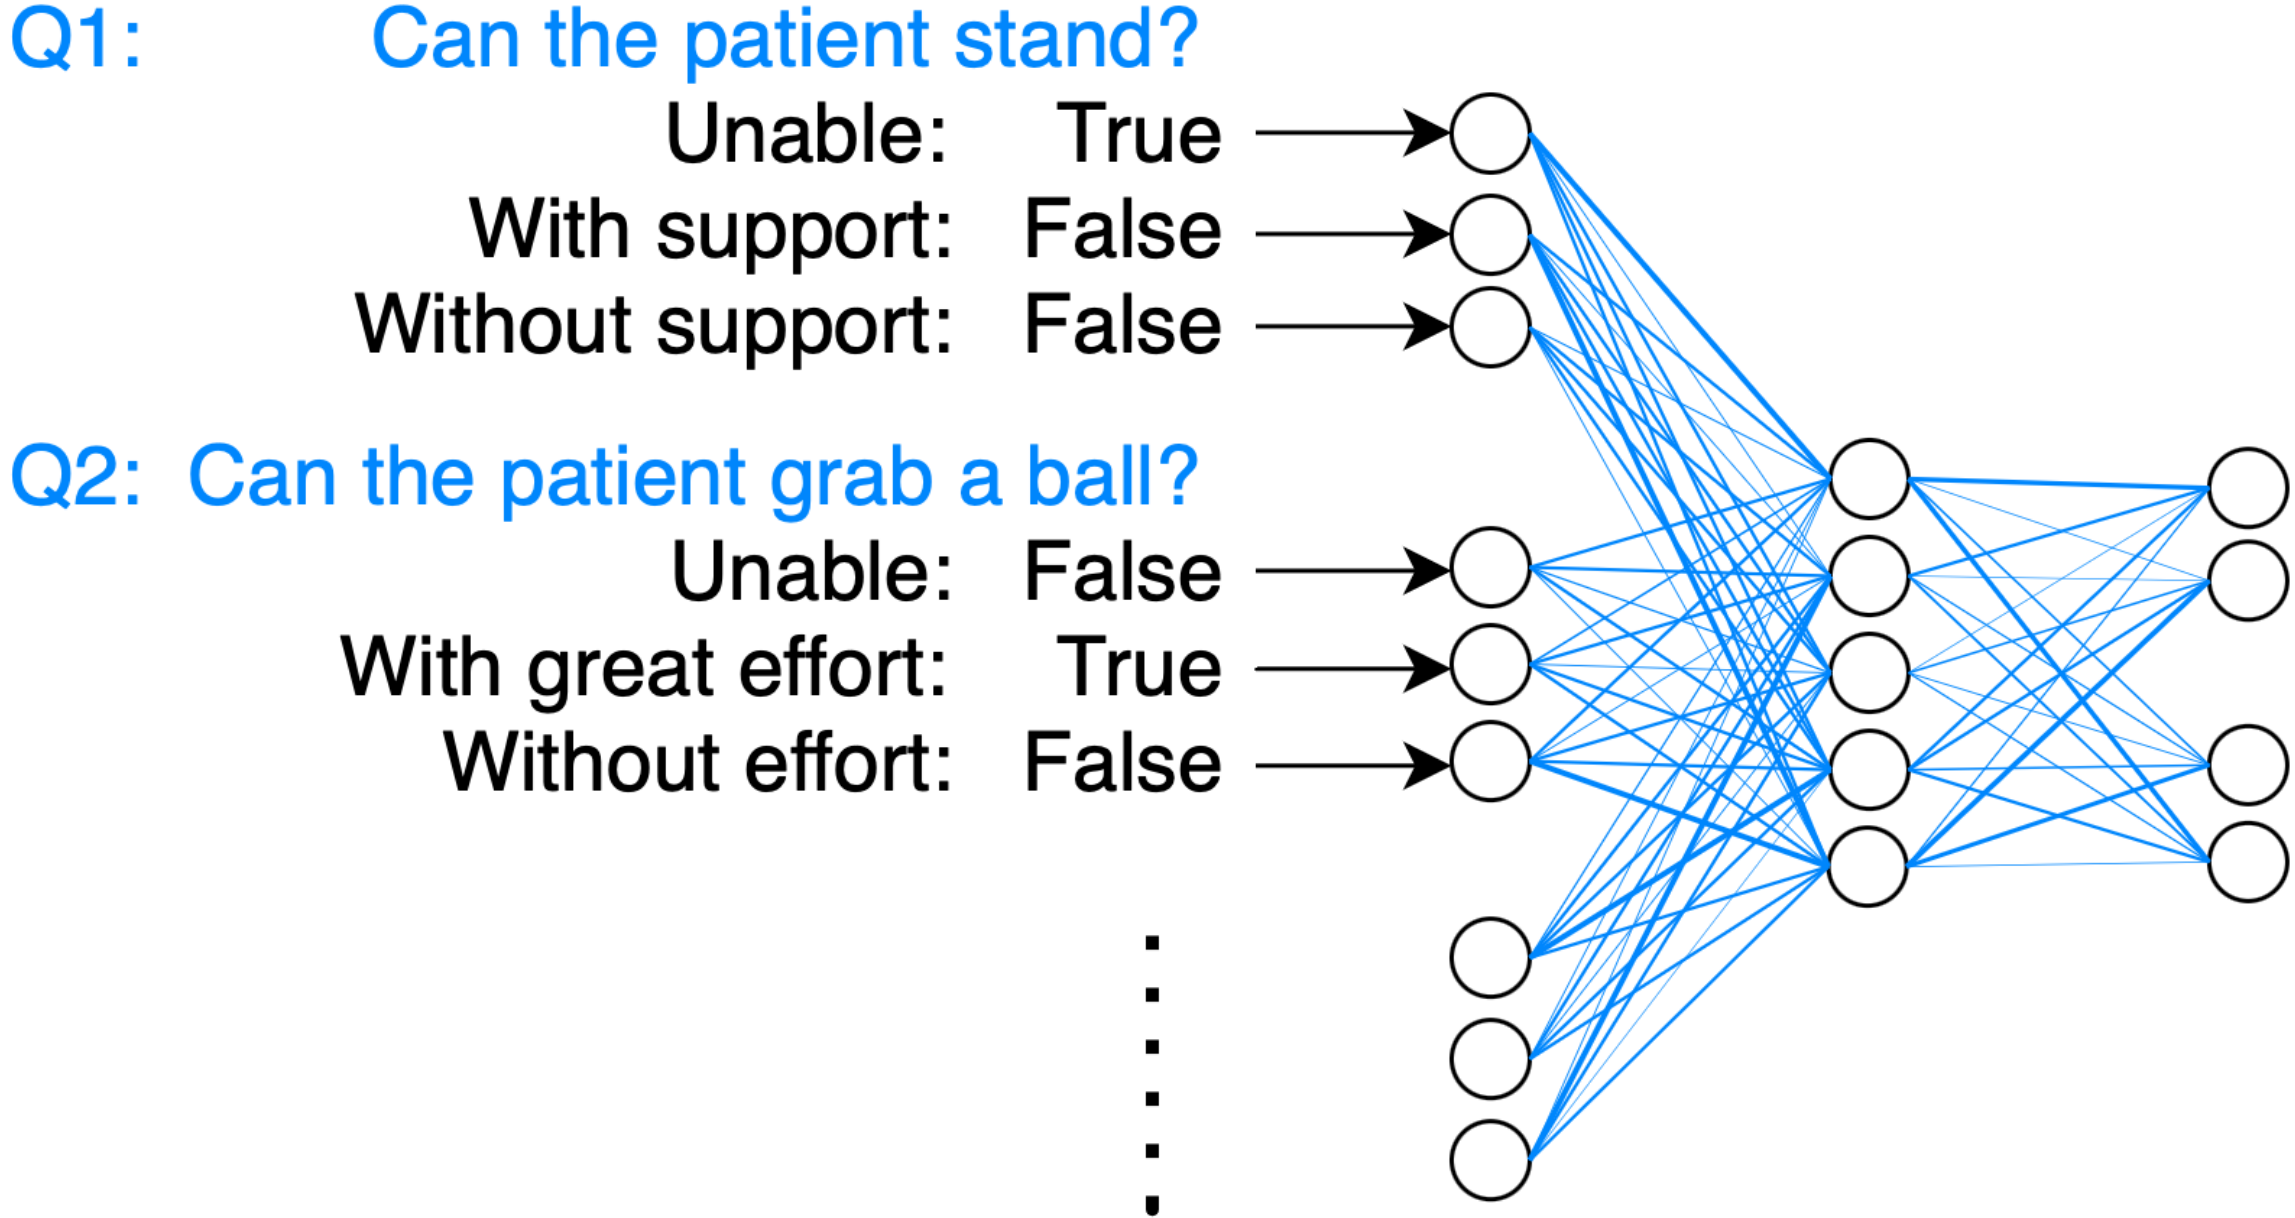 Q1: Can the patient stand?
Unable: True
With support: False
Without support: False
Q2: Can the patient grab a ball?
Unable: False
With great effort: True
Without effort: False